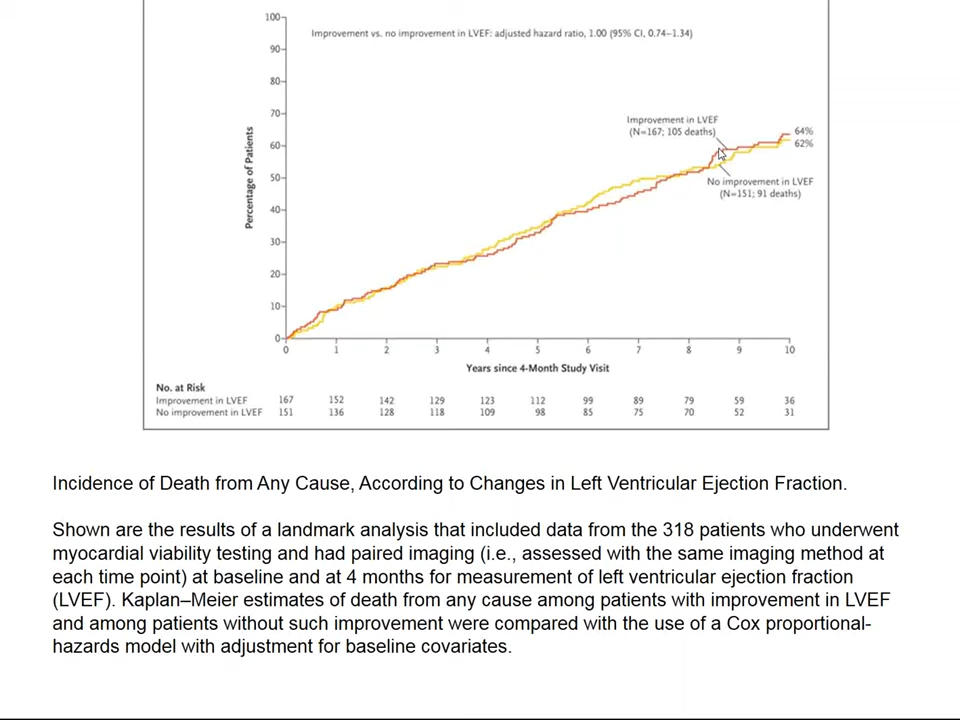 100
Improvement vs. no improvement in LVEF: adjusted hazard ratio, 1.00 (95% CI, 0.74–1.34)
90
80
70
Improvement in LVEF
(N=167; 105 deaths)
64%
62%
60
50
No improvement in LVEF
(N=151; 91 deaths)
40
30
20
10
0
Percentage of Patients
0 1 2 3 4 5 6 7 8 9 10
Years since 4-Month Study Visit
No. at Risk
Improvement in LVEF 167 152 142 129 123 112 99 89 79 59 36
No improvement in LVEF 151 136 128 118 109 98 85 75 70 52 31
Incidence of Death from Any Cause, According to Changes in Left Ventricular Ejection Fraction.
Shown are the results of a landmark analysis that included data from the 318 patients who underwent
myocardial viability testing and had paired imaging (i.e., assessed with the same imaging method at
each time point) at baseline and at 4 months for measurement of left ventricular ejection fraction
(LVEF). Kaplan–Meier estimates of death from any cause among patients with improvement in LVEF
and among patients without such improvement were compared with the use of a Cox proportional-
hazards model with adjustment for baseline covariates.